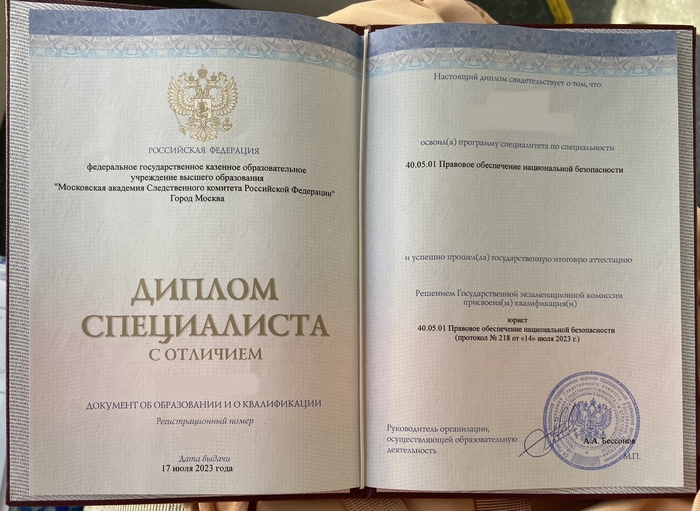 РОССИЙСКАЯ ФЕДЕРАЦИЯ
федеральное государственное казенное образовательное
учреждение высшего образования
"Московская академия Следственного комитета Российской Федерации"
Город Москва
ДИПЛОМ
СПЕЦИАЛИСТА
С ОТЛИЧИЕМ
ДОКУМЕНТ ОБ ОБРАЗОВАНИИ И О КВАЛИФИКАЦИИ
Регистрационный номер
Дата выдачи
17 июля 2023 года
Настоящий диплом свидетельствует о том, что
освоил(а) программу специалитета по специальности
40.05.01 Правовое обеспечение национальной безопасности
и успешно прошел(ла) государственную итоговую аттестацию
Решением Государственной экзаменационной комиссии
присвоена(ы) квалификация(и)
юрист
40.05.01 Правовое обеспечение национальной безопасности
(протокол № 218 от «14» июля 2023 г.)
Руководитель организации,
осуществляющей образовательную
деятельность
А.А. Бессонов
М.П.